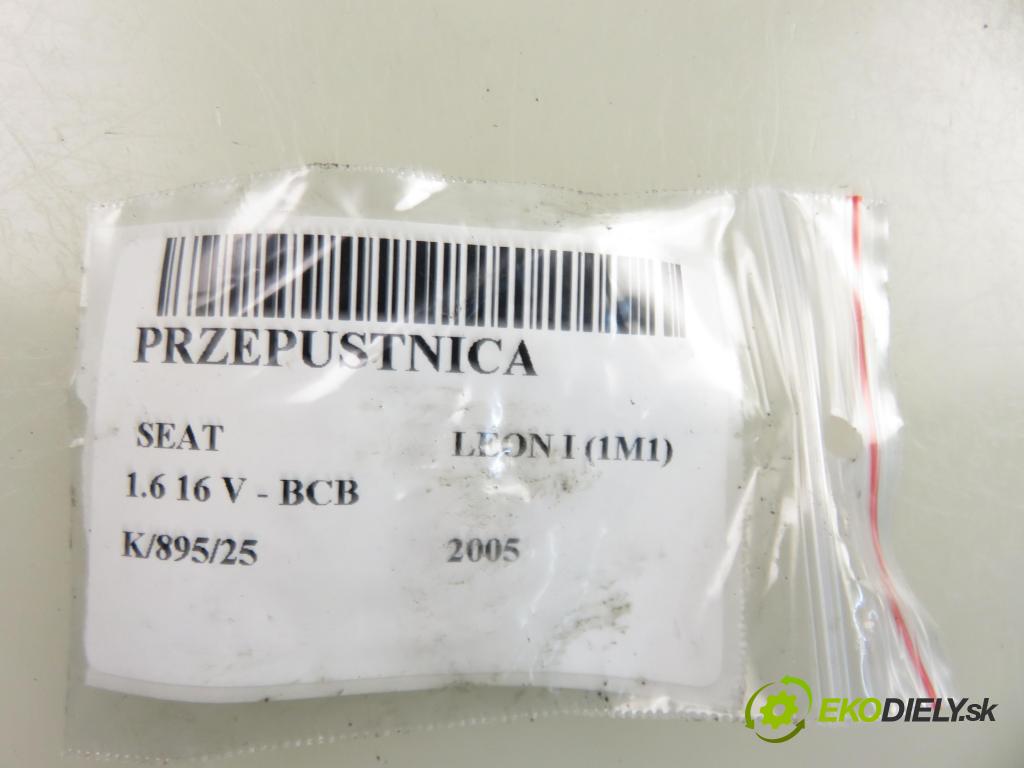 PRZEPUSTNICA
SEAT LEON I (1M1)
1.6 16 V - BCB
K/895/25 2005
EKODIELY.sk